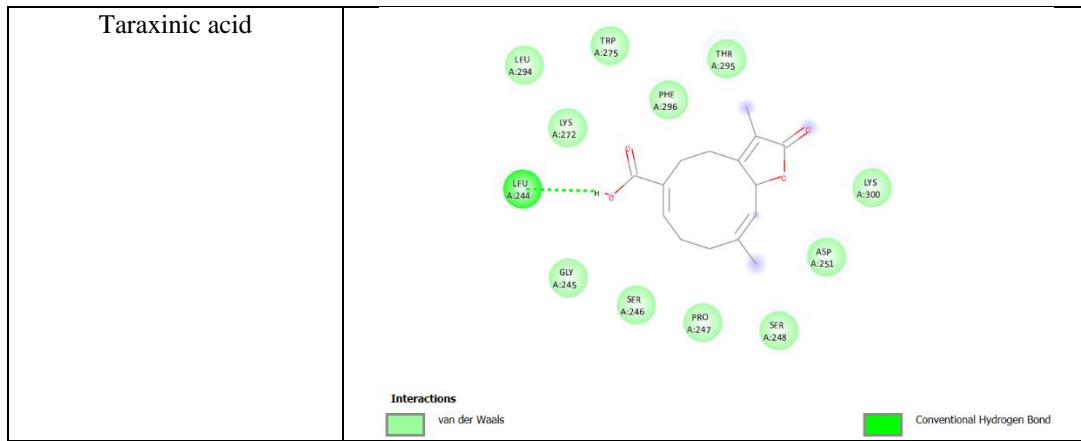 Taraxinic acid
TRP
A:275
LEU
A:294
THR
A:295
PHE
A:296
LYS
A:272
O
O
LEU
A:244
H
O
O
LYS
A:300
ASP
A:251
GLY
A:245
SER
A:246
PRO
A:247
SER
A:248
Interactions
van der Waals
Conventional Hydrogen Bond